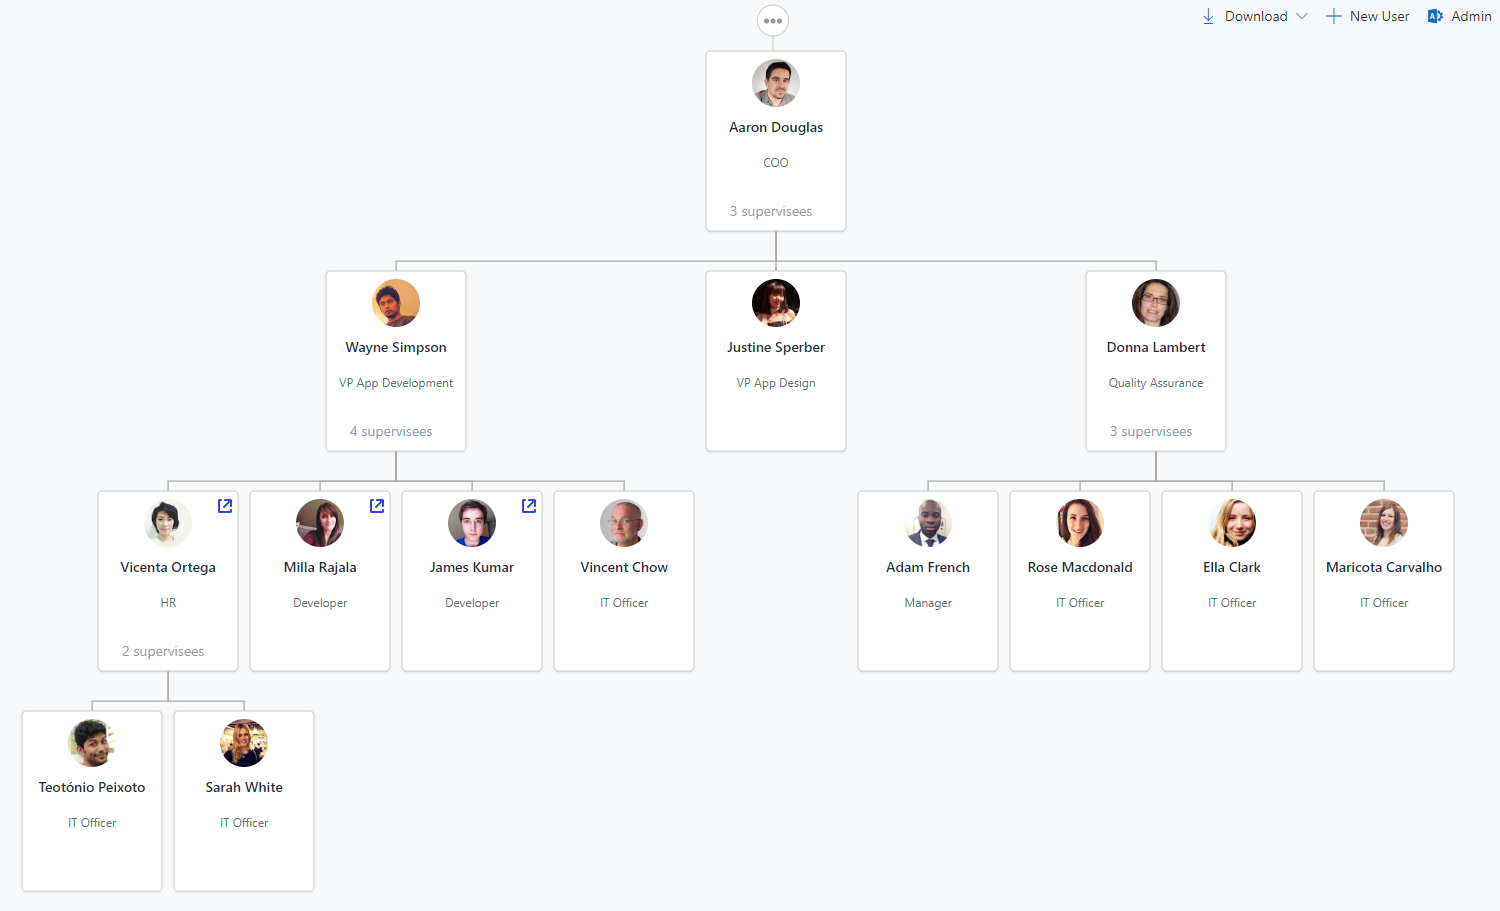 Download
New User
Admin
Aaron Douglas
COO
3 supervisees
Wayne Simpson
VP App Development
4 supervisees
Justine Sperber
VP App Design
Donna Lambert
Quality Assurance
3 supervisees
Vicenta Ortega
HR
2 supervisees
Milla Rajala
Developer
James Kumar
Developer
Vincent Chow
IT Officer
Adam French
Manager
Rose Macdonald
IT Officer
Ella Clark
IT Officer
Maricota Carvalho
IT Officer
Teotónio Peixoto
IT Officer
Sarah White
IT Officer